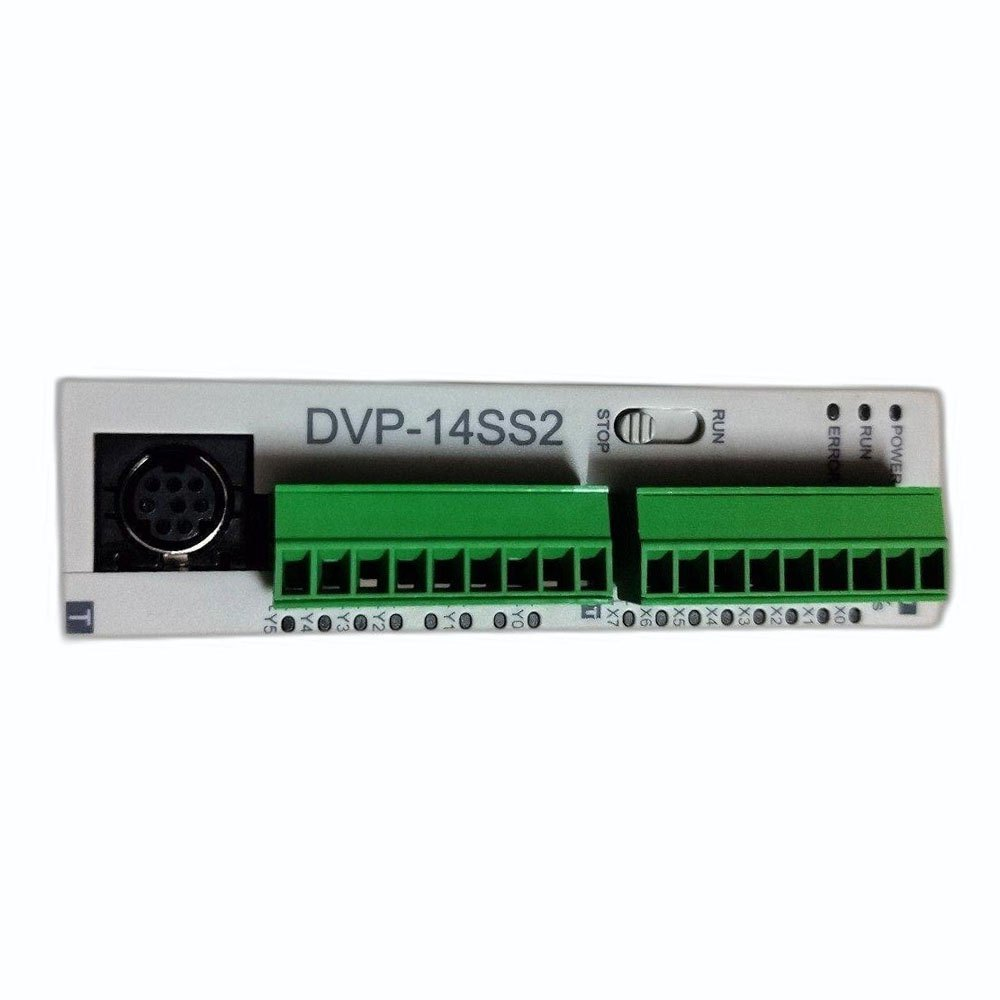 DVP-14SS2
STOP
RUN
ERROR
RUN
POWER
T
Y5
Y4
Y3
Y2
Y1
Y0
X7
X6
X5
X4
X3
X2
X1
X0